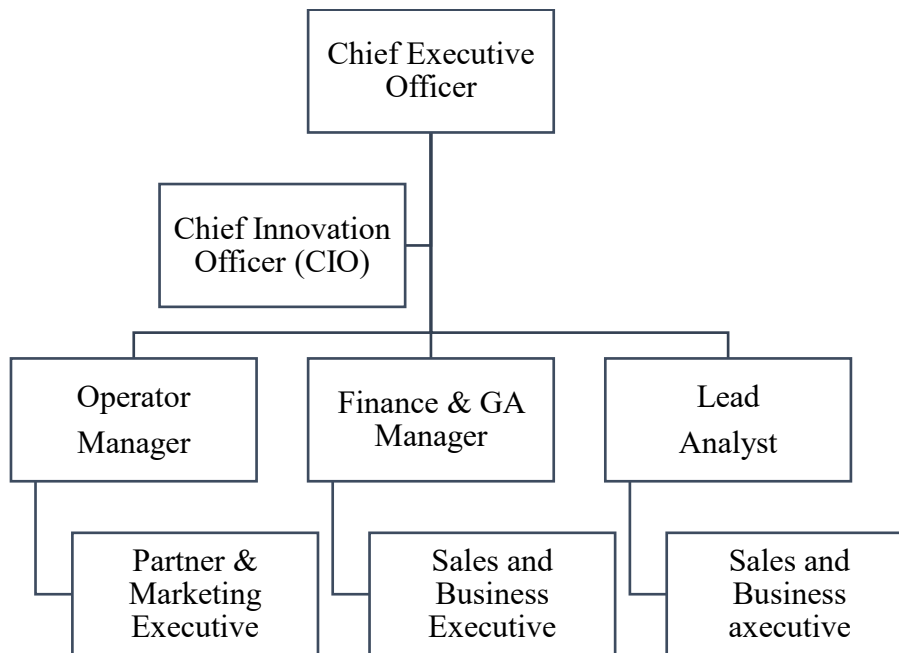 Chief Executive
Officer
Chief Innovation
Officer (CIO)
Operator
Manager
Finance & GA
Manager
Lead
Analyst
Partner &
Marketing
Executive
Sales and
Business
Executive
Sales and
Business
axecutive